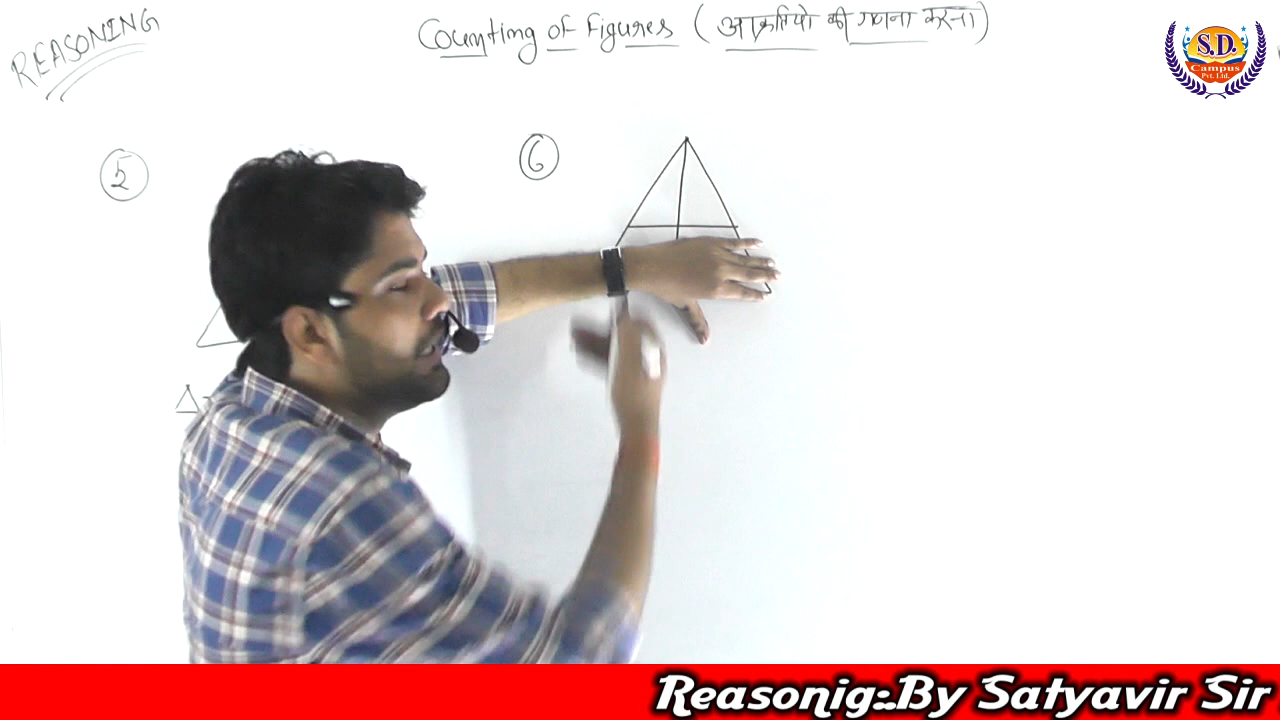 REASONING
Counting of Figures (आकृतियो की गणना करना)
S.D.
Campus
Pvt. Ltd.
5
6
Reasonig:.By Satyavir Sir